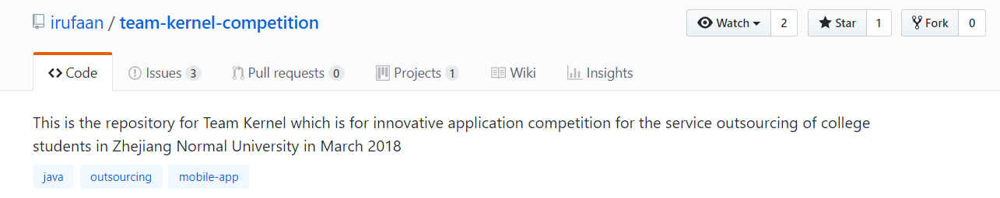 irufaan / team-kernel-competition
Watch 2 Star 1 Fork 0
Code Issues 3 Pull requests 0 Projects 1 Wiki Insights
This is the repository for Team Kernel which is for innovative application competition for the service outsourcing of college
students in Zhejiang Normal University in March 2018
java outsourcing mobile-app